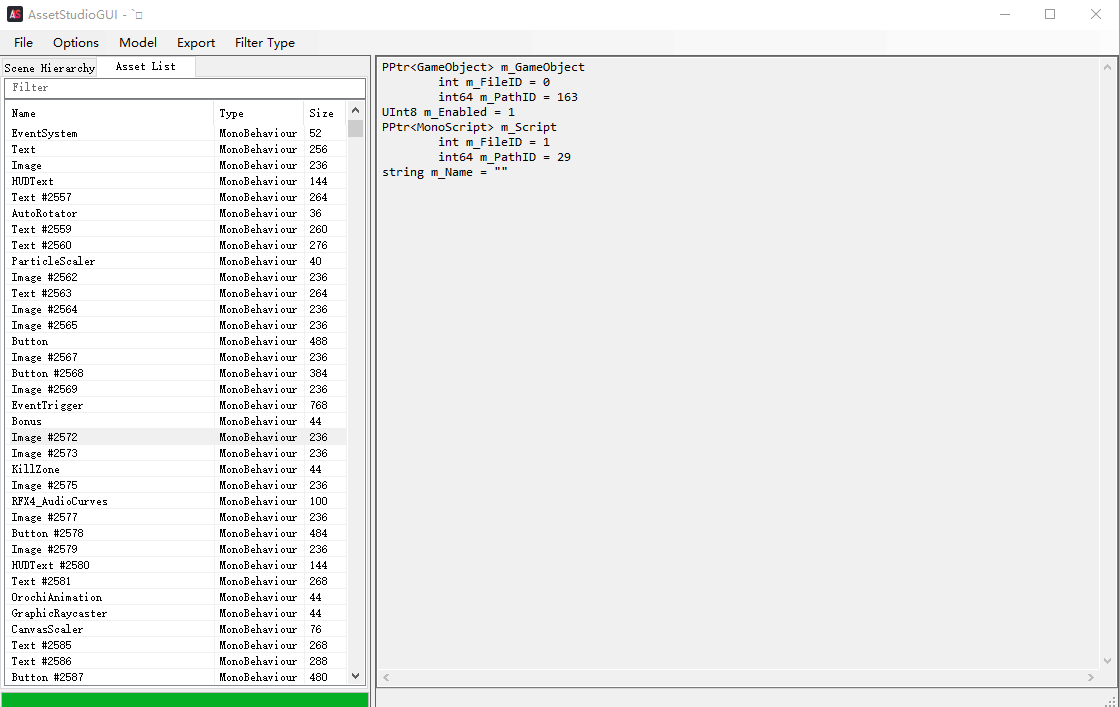 AssetStudioGUI - `□
File Options Model Export Filter Type
Scene Hierarchy Asset List
Filter
Name Type Size
EventSystem MonoBehaviour 52
Text MonoBehaviour 256
Image MonoBehaviour 236
HUDText MonoBehaviour 144
Text #2557 MonoBehaviour 264
AutoRotator MonoBehaviour 36
Text #2559 MonoBehaviour 260
Text #2560 MonoBehaviour 276
ParticleScaler MonoBehaviour 40
Image #2562 MonoBehaviour 236
Text #2563 MonoBehaviour 264
Image #2564 MonoBehaviour 236
Image #2565 MonoBehaviour 236
Button MonoBehaviour 488
Image #2567 MonoBehaviour 236
Button #2568 MonoBehaviour 384
Image #2569 MonoBehaviour 236
EventTrigger MonoBehaviour 768
Bonus MonoBehaviour 44
Image #2572 MonoBehaviour 236
Image #2573 MonoBehaviour 236
KillZone MonoBehaviour 44
Image #2575 MonoBehaviour 236
RFX4_AudioCurves MonoBehaviour 100
Image #2577 MonoBehaviour 236
Button #2578 MonoBehaviour 484
Image #2579 MonoBehaviour 236
HUDText #2580 MonoBehaviour 144
Text #2581 MonoBehaviour 268
OrochiAnimation MonoBehaviour 44
GraphicRaycaster MonoBehaviour 44
CanvasScaler MonoBehaviour 76
Text #2585 MonoBehaviour 268
Text #2586 MonoBehaviour 288
Button #2587 MonoBehaviour 480
PPtr<GameObject> m_GameObject
int m_FileID = 0
int64 m_PathID = 163
UInt8 m_Enabled = 1
PPtr<MonoScript> m_Script
int m_FileID = 1
int64 m_PathID = 29
string m_Name = ""